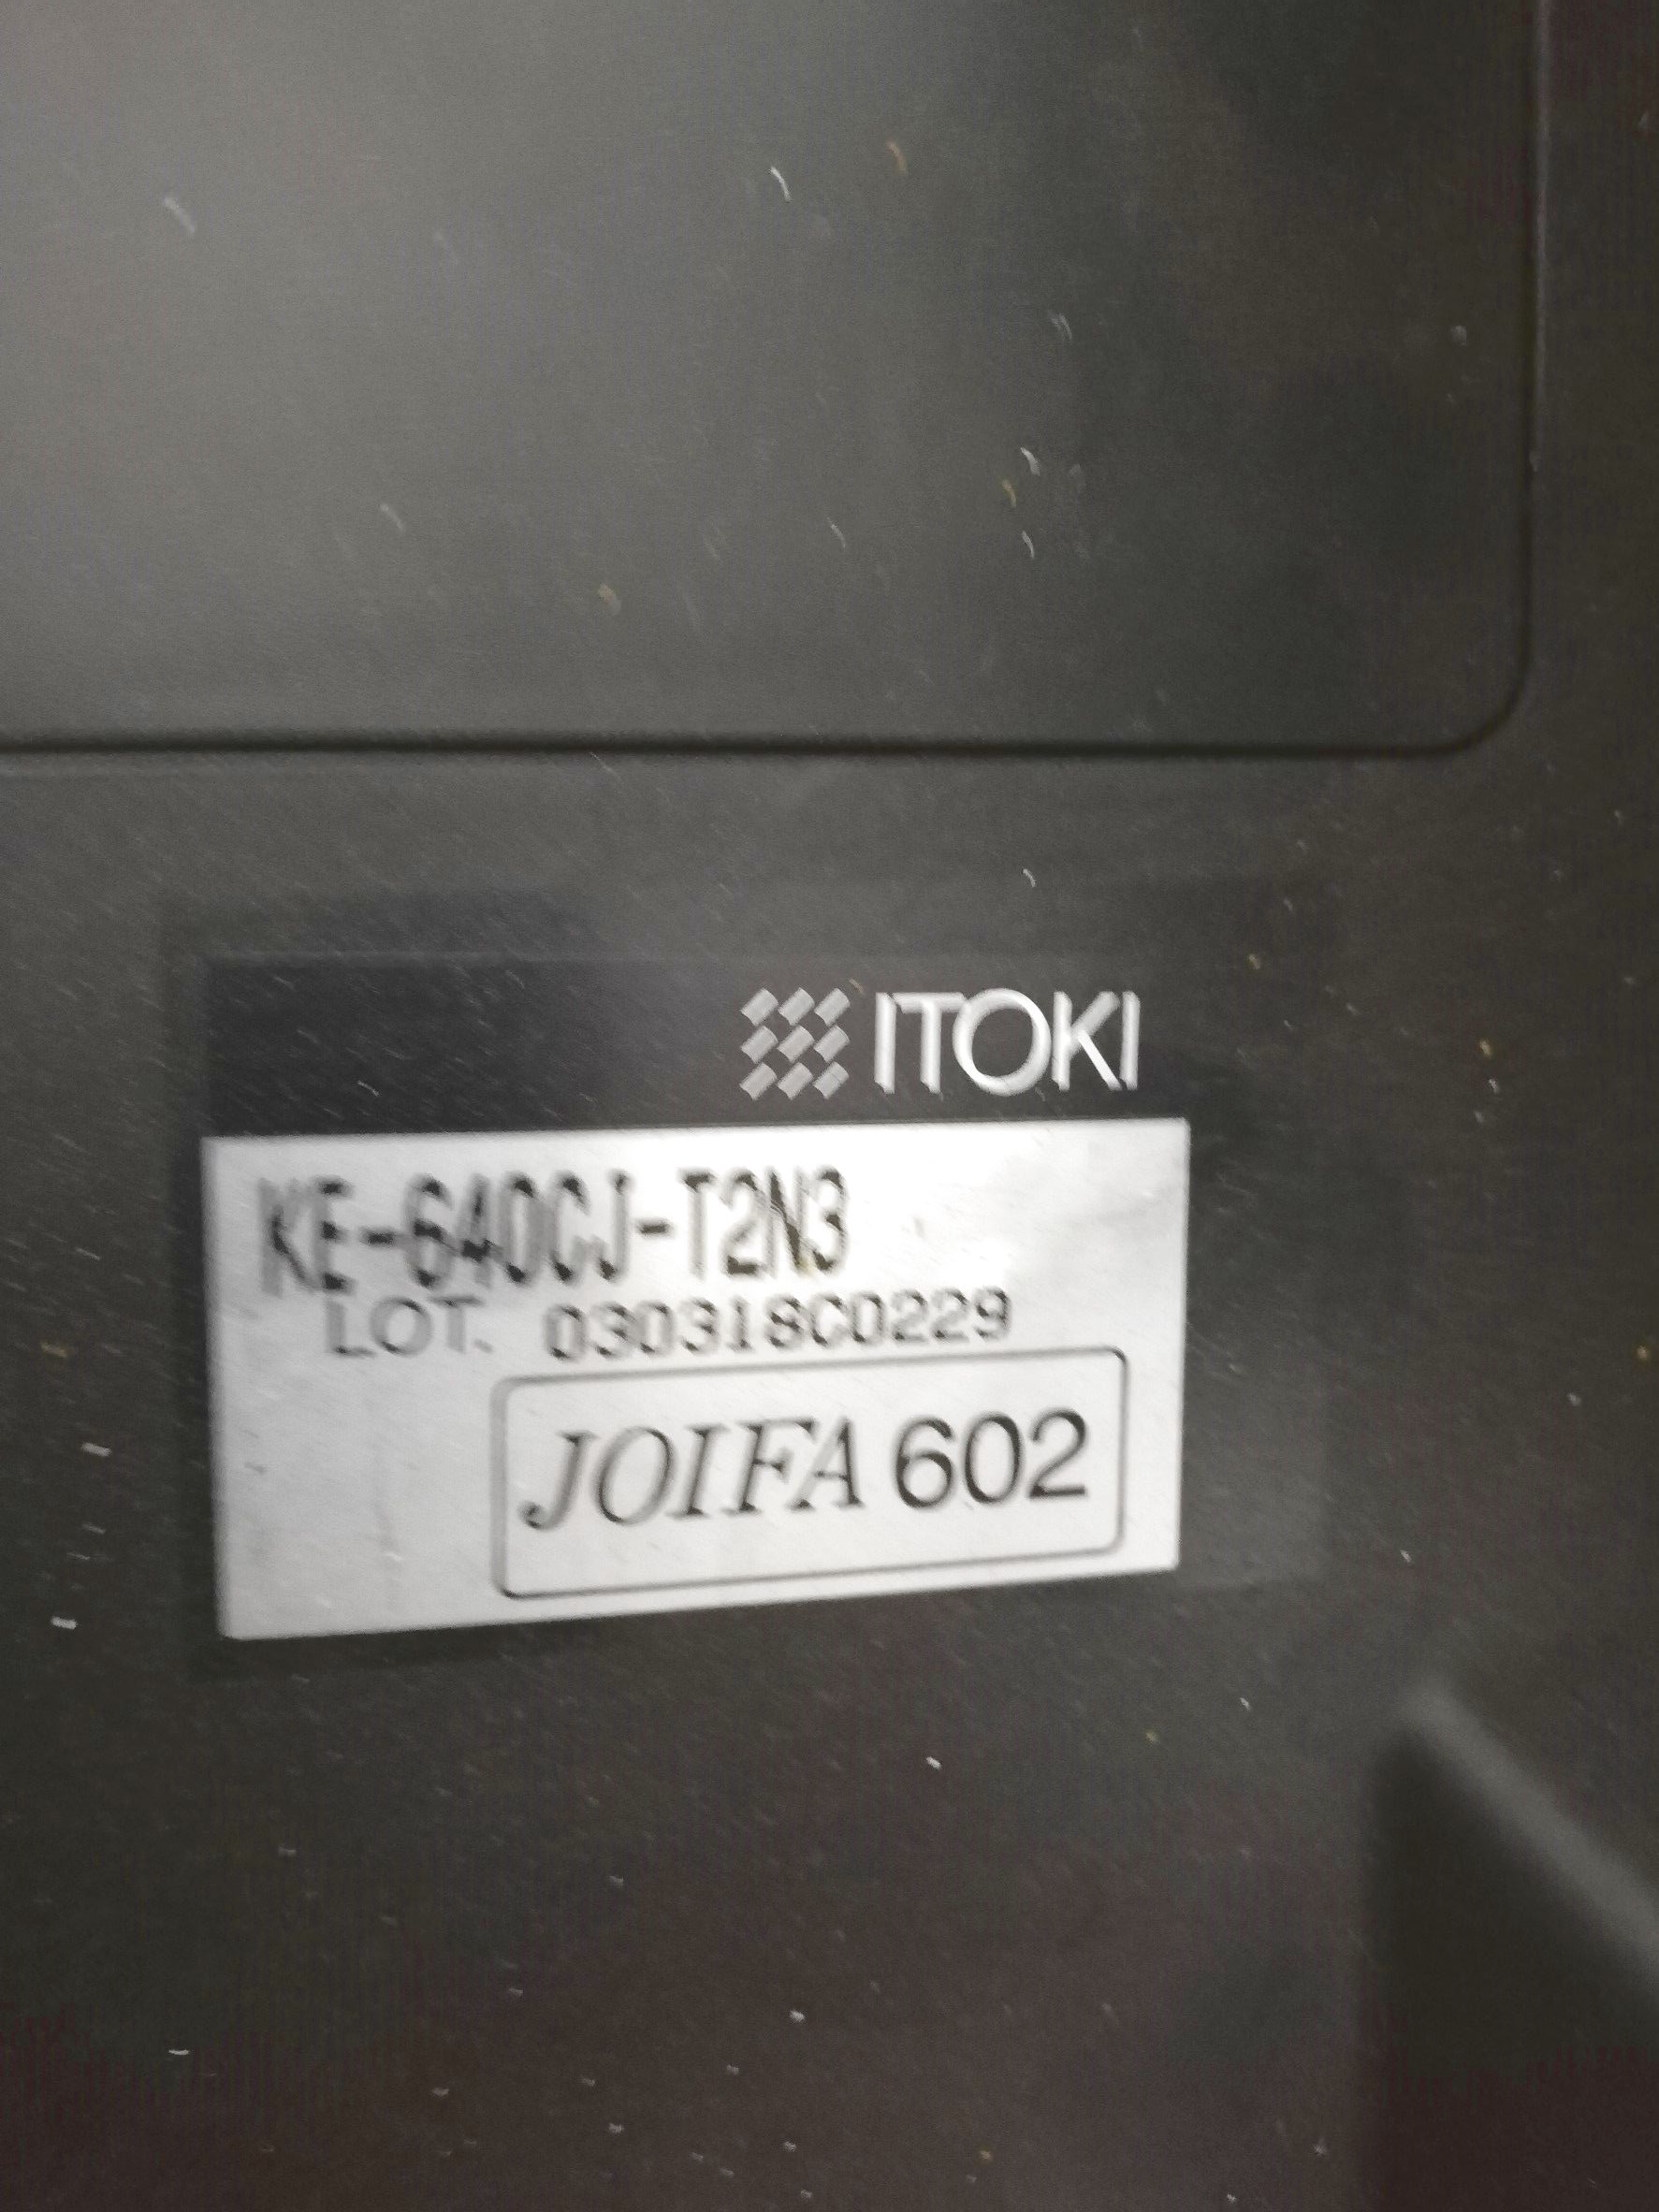 ITOKI
KE-640CJ-T2N3
LOT. 030318C0229
JOIFA 602